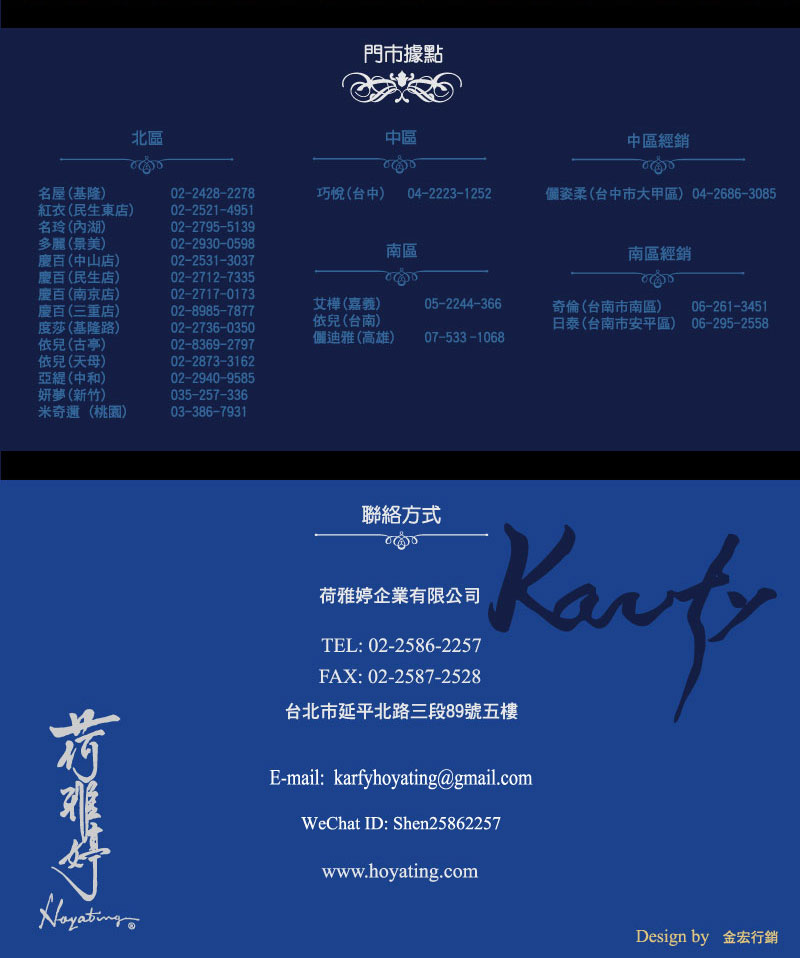 門市據點
北區
名屋(基隆) 02-2428-2278
紅衣(民生東店) 02-2521-4951
名玲(內湖) 02-2795-5139
多麗(景美) 02-2930-0598
慶百(中山店) 02-2531-3037
慶百(民生店) 02-2712-7335
慶百(南京店) 02-2717-0173
慶百(三重店) 02-8985-7877
度莎(基隆路) 02-2736-0350
依兒(古亭) 02-8369-2797
依兒(天母) 02-2873-3162
亞緹(中和) 02-2940-9585
妍夢(新竹) 035-257-336
米奇邇 (桃園) 03-386-7931
中區
巧悅(台中) 04-2223-1252
南區
艾樺(嘉義) 05-2244-366
依兒(台南)
儷迪雅(高雄) 07-533-1068
中區經銷
儷姿柔(台中市大甲區) 04-2686-3085
南區經銷
奇倫(台南市南區) 06-261-3451
日泰(台南市安平區) 06-295-2558
聯絡方式
Karfy
荷雅婷企業有限公司
TEL: 02-2586-2257
FAX: 02-2587-2528
台北市延平北路三段89號五樓
E-mail: karfyhoyating@gmail.com
WeChat ID: Shen25862257
www.hoyating.com
荷雅婷
Hoyating®
Design by 金宏行銷